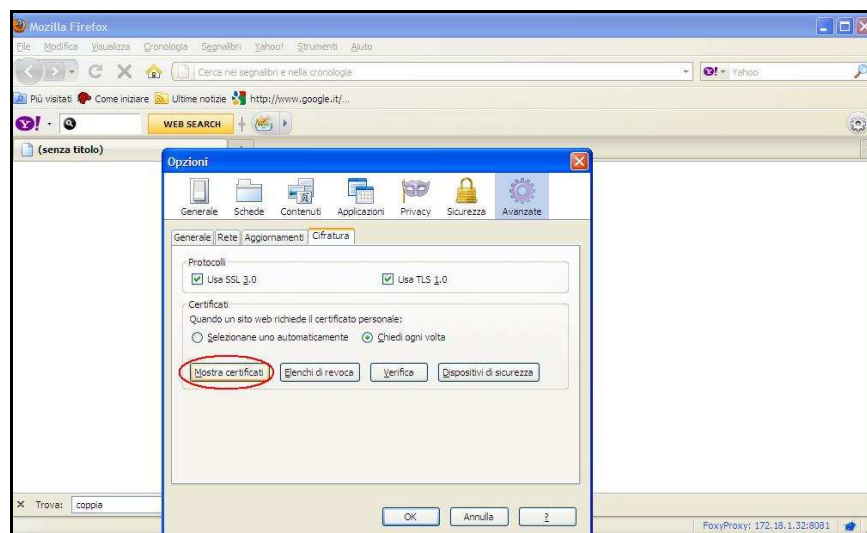 Mozilla Firefox
File Modifica Visualizza Cronologia Segnalibri Yahoo! Strumenti Aiuto
Cerca nei segnalibri e nella cronologia
Yahoo
Più visitati Come iniziare Ultime notizie http://www.google.it/...
Y! WEB SEARCH
(senza titolo)
Opzioni
Generale Schede Contenuti Applicazioni Privacy Sicurezza Avanzate
Generale Rete Aggiornamenti Cifratura
Protocolli
Usa SSL 3.0 Usa TLS 1.0
Certificati
Quando un sito web richiede il certificato personale:
Selezionane uno automaticamente Chiedi ogni volta
Mostra certificati Elenchi di revoca Verifica Dispositivi di sicurezza
Trova: coppia
OK Annulla ?
FoxyProxy: 172.18.1.32:8081